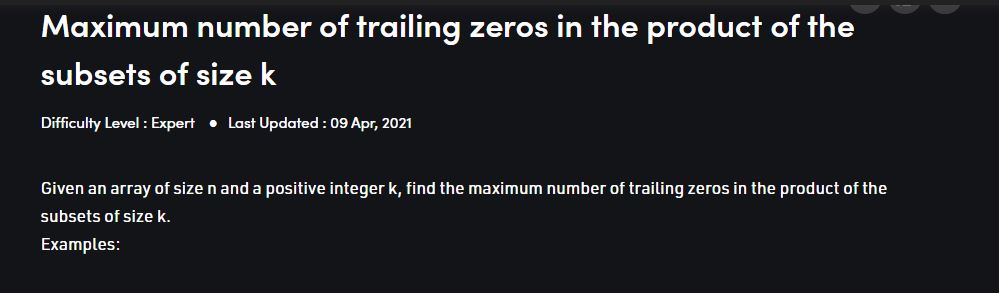 Maximum number of trailing zeros in the product of the
subsets of size k
Difficulty Level : Expert ● Last Updated : 09 Apr, 2021
Given an array of size n and a positive integer k, find the maximum number of trailing zeros in the product of the
subsets of size k.
Examples: